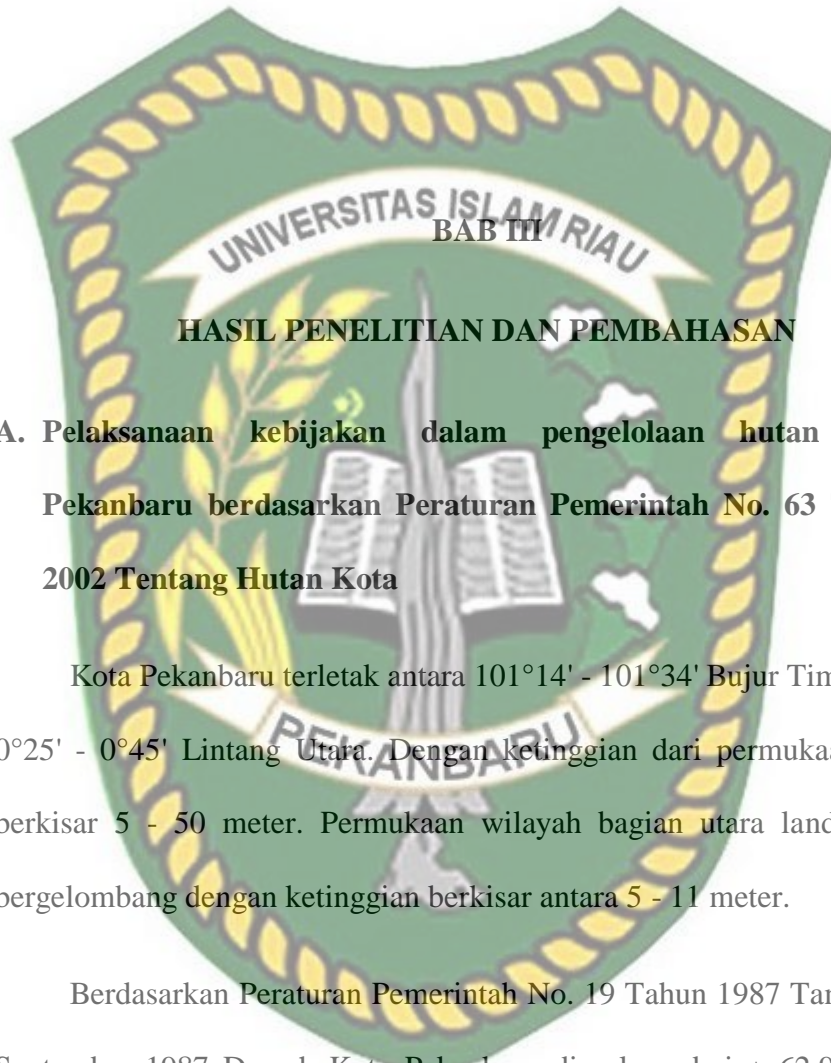 UNIVERSITAS ISLAM RIAU
BAB III
HASIL PENELITIAN DAN PEMBAHASAN
A. Pelaksanaan kebijakan dalam pengelolaan hutan
Pekanbaru berdasarkan Peraturan Pemerintah No. 63
2002 Tentang Hutan Kota
Kota Pekanbaru terletak antara 101°14' - 101°34' Bujur Tim
0°25' - 0°45' Lintang Utara. Dengan ketinggian dari permukaa
PEKANBARU
berkisar 5 - 50 meter. Permukaan wilayah bagian utara land
bergelombang dengan ketinggian berkisar antara 5 - 11 meter.
Berdasarkan Peraturan Pemerintah No. 19 Tahun 1987 Tan